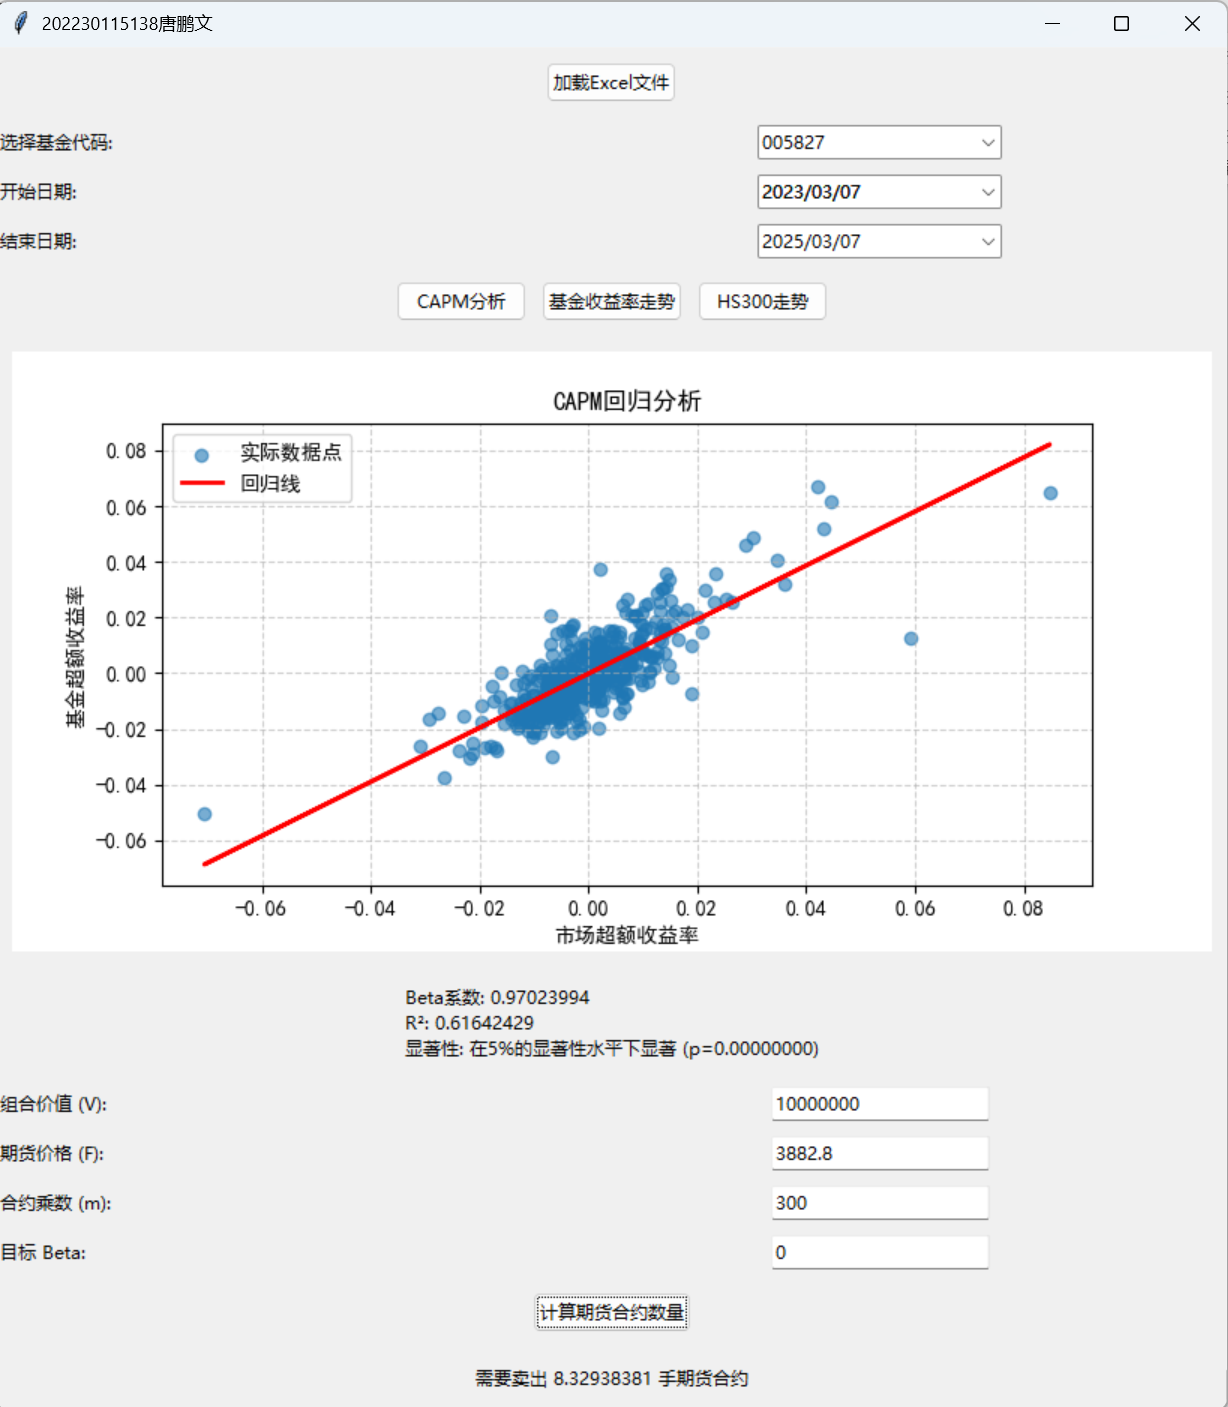 202230115138唐鹏文
加载Excel文件
选择基金代码: 005827
开始日期: 2023/03/07
结束日期: 2025/03/07
CAPM分析 基金收益率走势 HS300走势
CAPM回归分析
实际数据点
回归线
0.08
0.06
0.04
0.02
0.00
−0.02
−0.04
−0.06
基金超额收益率
−0.06 −0.04 −0.02 0.00 0.02 0.04 0.06 0.08
市场超额收益率
Beta系数: 0.97023994
R²: 0.61642429
显著性: 在5%的显著性水平下显著 (p=0.00000000)
组合价值 (V): 10000000
期货价格 (F): 3882.8
合约乘数 (m): 300
目标 Beta: 0
计算期货合约数量
需要卖出 8.32938381 手期货合约